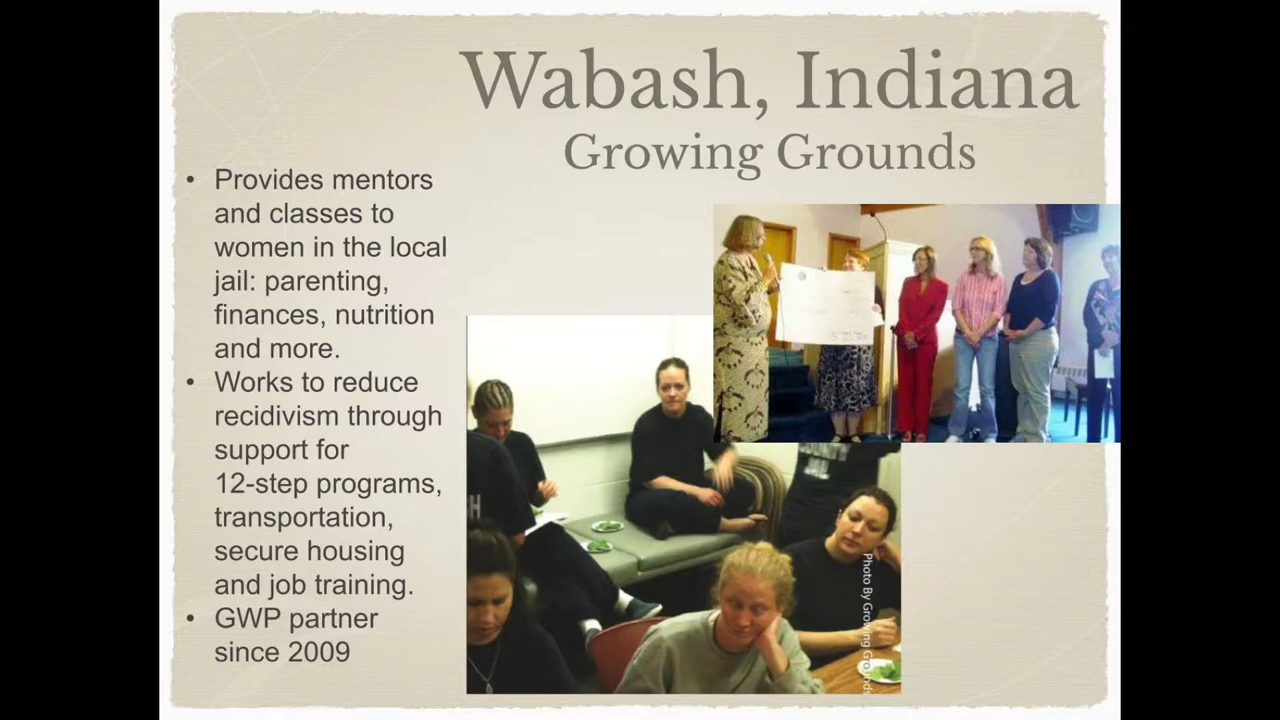 Wabash, Indiana
Growing Grounds
• Provides mentors
and classes to
women in the local
jail: parenting,
finances, nutrition
and more.
• Works to reduce
recidivism through
support for
12-step programs,
transportation,
secure housing
and job training.
• GWP partner
since 2009
Photo By Growing Grounds